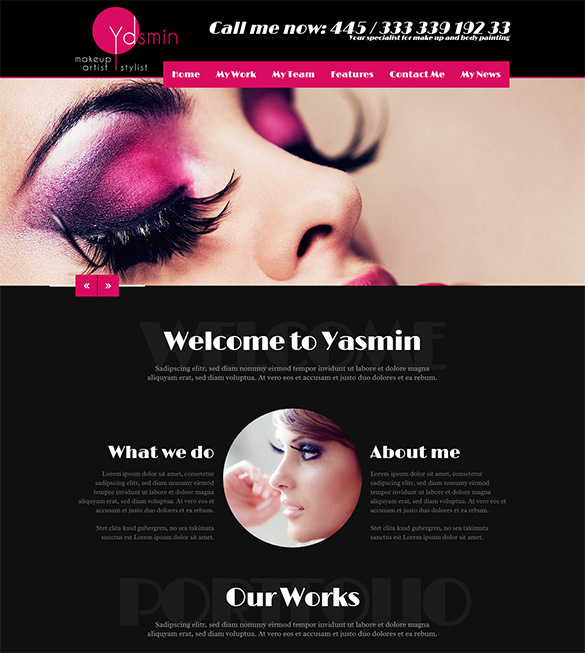 Yasmin
makeup
artist stylist
Call me now: 445 / 333 339 192 33
Your specialist for make up and body painting
Home My Work My Team Features Contact Me My News
« »
WELCOME
Welcome to Yasmin
Sadipscing elitr, sed diam nonumy eirmod tempor invidunt ut labore et dolore magna
aliquyam erat, sed diam voluptua. At vero eos et accusam et justo duo dolores et ea rebum.
What we do
Lorem ipsum dolor sit amet, consetetur
sadipscing elitr, sed diam nonumy eirmod
tempor invidunt ut labore et dolore magna
aliquyam erat, sed diam voluptua. At vero eos et
accusam et justo duo dolores et.
Stet clita kasd gubergren, no sea takimata
sanctus est Lorem ipsum dolor sit amet.
About me
Lorem ipsum dolor sit amet, consetetur
sadipscing elitr, sed diam nonumy eirmod
tempor invidunt ut labore et dolore magna
aliquyam erat, sed diam voluptua. At vero eos et
accusam et justo duo dolores et.
Stet clita kasd gubergren, no sea takimata
sanctus est Lorem ipsum dolor sit amet.
PORTFOLIO
Our Works
Sadipscing elitr, sed diam nonumy eirmod tempor invidunt ut labore et dolore magna
aliquyam erat, sed diam voluptua. At vero eos et accusam et justo duo dolores et ea rebum.